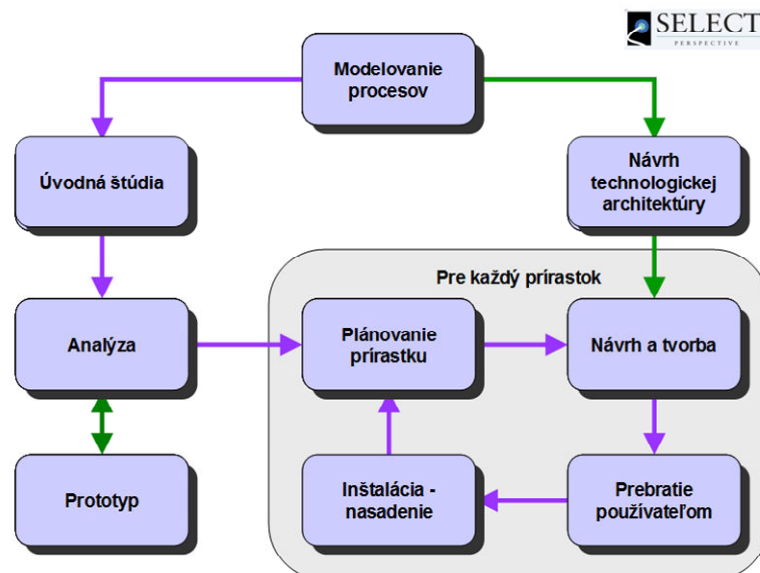 SELECT
PERSPECTIVE
Modelovanie
procesov
Úvodná štúdia
Návrh
technologickej
architektúry
Pre každý prírastok
Analýza
Plánovanie
prírastku
Návrh a tvorba
Prototyp
Inštalácia -
nasadenie
Prebratie
používateľom